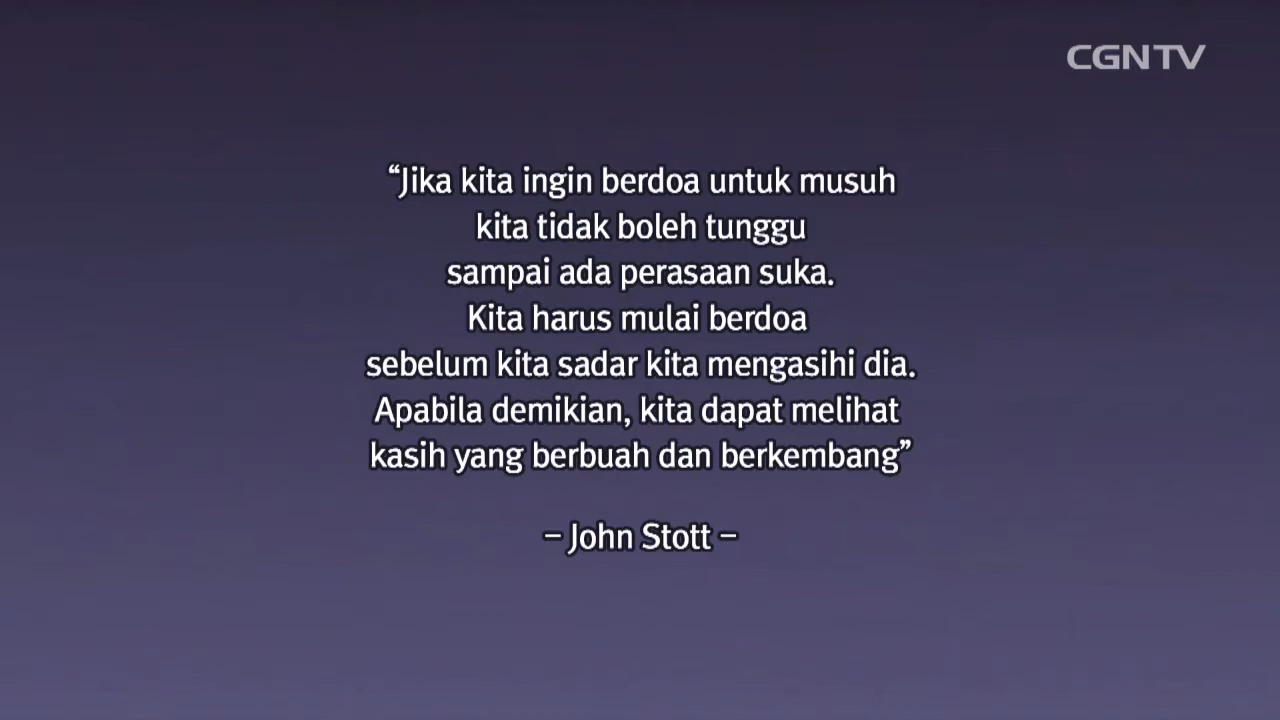 CGNTV
“Jika kita ingin berdoa untuk musuh
kita tidak boleh tunggu
sampai ada perasaan suka.
Kita harus mulai berdoa
sebelum kita sadar kita mengasihi dia.
Apabila demikian, kita dapat melihat
kasih yang berbuah dan berkembang”
– John Stott –